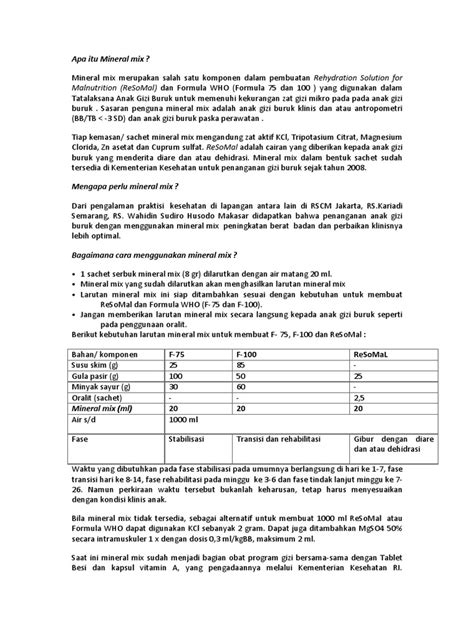 Apa itu Mineral mix ?
Mineral mix merupakan salah satu komponen dalam pembuatan Rehydration Solution for
Malnutrition (ReSoMal) dan Formula WHO (Formula 75 dan 100 ) yang digunakan dalam
Tatalaksana Anak Gizi Buruk untuk memenuhi kekurangan zat gizi mikro pada pada anak gizi
buruk . Sasaran penguna mineral mix adalah anak gizi buruk klinis dan atau antropometri
(BB/TB < -3 SD) dan anak gizi buruk paska perawatan .
Tiap kemasan/ sachet mineral mix mengandung zat aktif KCl, Tripotasium Citrat, Magnesium
Clorida, Zn asetat dan Cuprum sulfat. ReSoMal adalah cairan yang diberikan kepada anak gizi
buruk yang menderita diare dan atau dehidrasi. Mineral mix dalam bentuk sachet sudah
tersedia di Kementerian Kesehatan untuk penanganan gizi buruk sejak tahun 2008.
Mengapa perlu mineral mix ?
Dari pengalaman praktisi kesehatan di lapangan antara lain di RSCM Jakarta, RS.Kariadi
Semarang, RS. Wahidin Sudiro Husodo Makasar didapatkan bahwa penanganan anak gizi
buruk dengan menggunakan mineral mix peningkatan berat badan dan perbaikan klinisnya
lebih optimal.
Bagaimana cara menggunakan mineral mix ?
• 1 sachet serbuk mineral mix (8 gr) dilarutkan dengan air matang 20 ml.
• Mineral mix yang sudah dilarutkan akan menghasilkan larutan mineral mix
• Larutan mineral mix ini siap ditambahkan sesuai dengan kebutuhan untuk membuat
ReSoMal dan Formula WHO (F- 75 dan F-100).
• Jangan memberikan larutan mineral mix secara langsung kepada anak gizi buruk seperti
pada penggunaan oralit.
Berikut kebutuhan larutan mineral mix untuk membuat F- 75, F-100 dan ReSoMal :
Bahan/ komponen F-75 F-100 ReSoMaL
Susu skim (g) 25 85 -
Gula pasir (g) 100 50 25
Minyak sayur (g) 30 60 -
Oralit (sachet) - - 2,5
Mineral mix (ml) 20 20 20
Air s/d 1000 ml
Fase Stabilisasi Transisi dan rehabilitasi Gibur dengan diare
dan atau dehidrasi
Waktu yang dibutuhkan pada fase stabilisasi pada umumnya berlangsung di hari ke 1-7, fase
transisi hari ke 8-14, fase rehabilitasi pada minggu ke 3-6 dan fase tindak lanjut minggu ke 7-
26. Namun perkiraan waktu tersebut bukanlah keharusan, tetap harus menyesuaikan
dengan kondisi klinis anak.
Bila mineral mix tidak tersedia, sebagai alternatif untuk membuat 1000 ml ReSoMal atau
Formula WHO dapat digunakan KCl sebanyak 2 gram. Dapat juga ditambahkan MgSO4 50%
secara intramuskuler 1 x dengan dosis 0,3 ml/kgBB, maksimum 2 ml.
Saat ini mineral mix sudah menjadi bagian obat program gizi bersama-sama dengan Tablet
Besi dan kapsul vitamin A, yang pengadaannya melalui Kementerian Kesehatan RI.